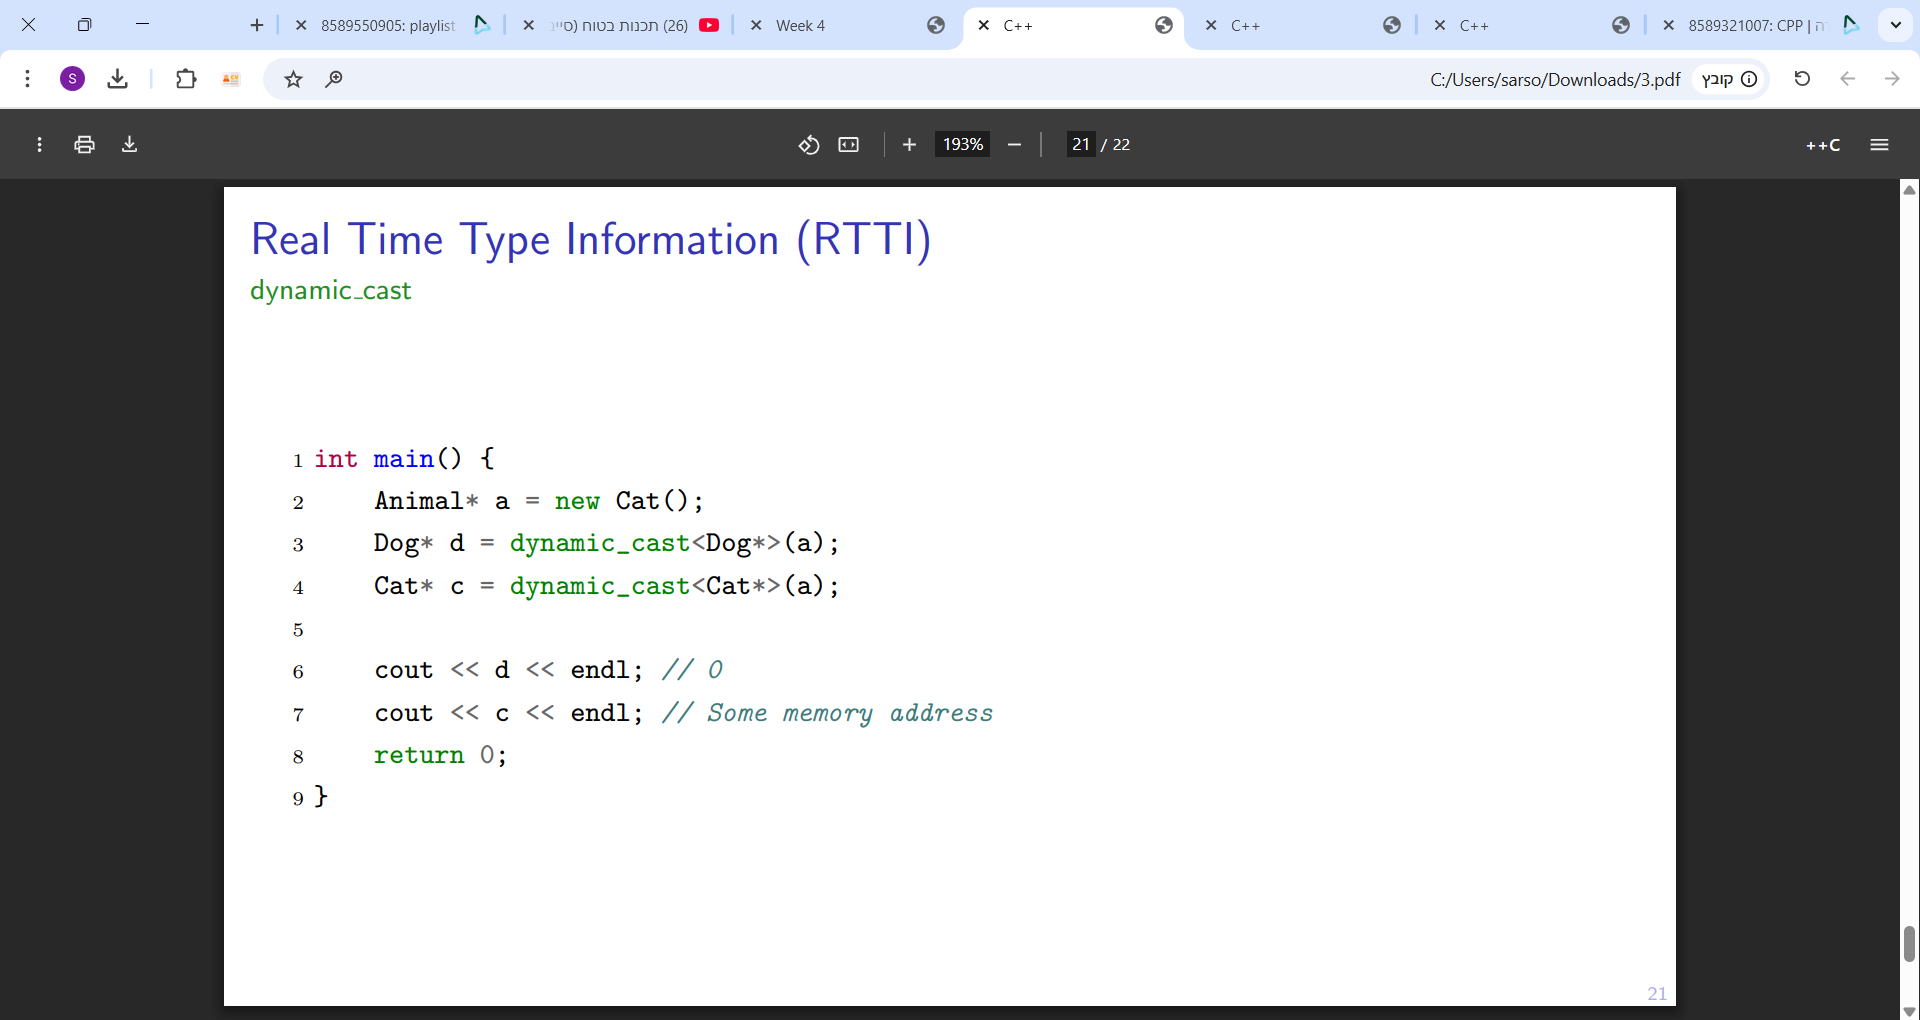 8589550905: playlist
(26) תכנות בטוח (סייב
Week 4
C++
C++
C++
8589321007: CPP | ה
S
C:/Users/sarso/Downloads/3.pdf
קובץ
193%
21 / 22
++C
Real Time Type Information (RTTI)
dynamic_cast
1 int main() {
2 Animal* a = new Cat();
3 Dog* d = dynamic_cast<Dog*>(a);
4 Cat* c = dynamic_cast<Cat*>(a);
5
6 cout << d << endl; // 0
7 cout << c << endl; // Some memory address
8 return 0;
9 }
21